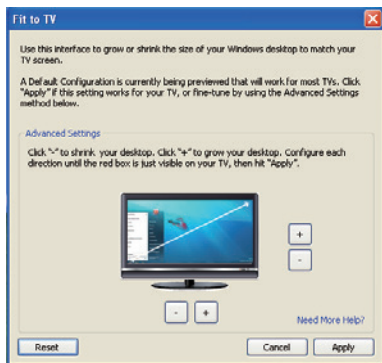 Fit to TV
Use this interface to grow or shrink the size of your Windows desktop to match your
TV screen.
A Default Configuration is currently being previewed that will work for most TVs. Click
"Apply" if this setting works for your TV, or fine-tune by using the Advanced Settings
method below.
Advanced Settings
Click "-" to shrink your desktop. Click "+" to grow your desktop. Configure each
direction until the red box is just visible on your TV, then hit "Apply".
+
-
- +
Need More Help?
Reset Cancel Apply